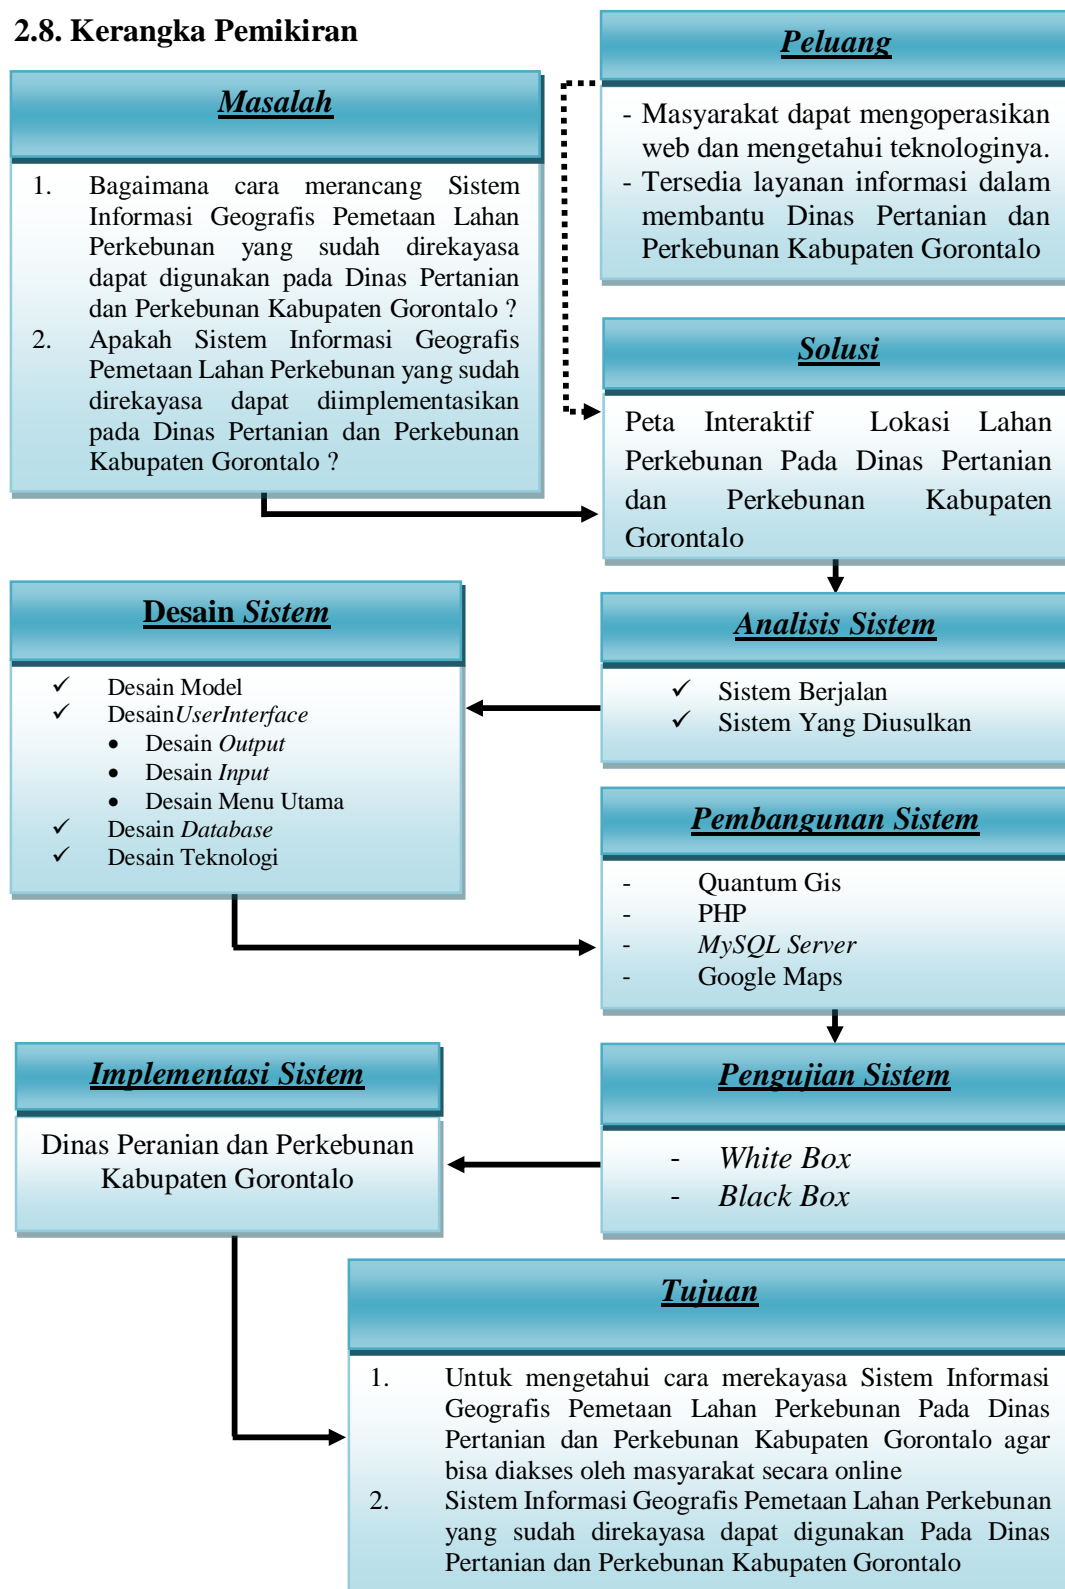 2.8. Kerangka Pemikiran
Peluang
- Masyarakat dapat mengoperasikan
web dan mengetahui teknologinya.
- Tersedia layanan informasi dalam
membantu Dinas Pertanian dan
Perkebunan Kabupaten Gorontalo
Masalah
1. Bagaimana cara merancang Sistem
Informasi Geografis Pemetaan Lahan
Perkebunan yang sudah direkayasa
dapat digunakan pada Dinas Pertanian
dan Perkebunan Kabupaten Gorontalo ?
2. Apakah Sistem Informasi Geografis
Pemetaan Lahan Perkebunan yang sudah
direkayasa dapat diimplementasikan
pada Dinas Pertanian dan Perkebunan
Kabupaten Gorontalo ?
Solusi
Peta Interaktif Lokasi Lahan
Perkebunan Pada Dinas Pertanian
dan Perkebunan Kabupaten
Gorontalo
Analisis Sistem
✓ Sistem Berjalan
✓ Sistem Yang Diusulkan
Desain Sistem
✓ Desain Model
✓ DesainUserInterface
• Desain Output
• Desain Input
• Desain Menu Utama
✓ Desain Database
✓ Desain Teknologi
Pembangunan Sistem
- Quantum Gis
- PHP
- MySQL Server
- Google Maps
Pengujian Sistem
- White Box
- Black Box
Implementasi Sistem
Dinas Peranian dan Perkebunan
Kabupaten Gorontalo
Tujuan
1. Untuk mengetahui cara merekayasa Sistem Informasi
Geografis Pemetaan Lahan Perkebunan Pada Dinas
Pertanian dan Perkebunan Kabupaten Gorontalo agar
bisa diakses oleh masyarakat secara online
2. Sistem Informasi Geografis Pemetaan Lahan Perkebunan
yang sudah direkayasa dapat digunakan Pada Dinas
Pertanian dan Perkebunan Kabupaten Gorontalo